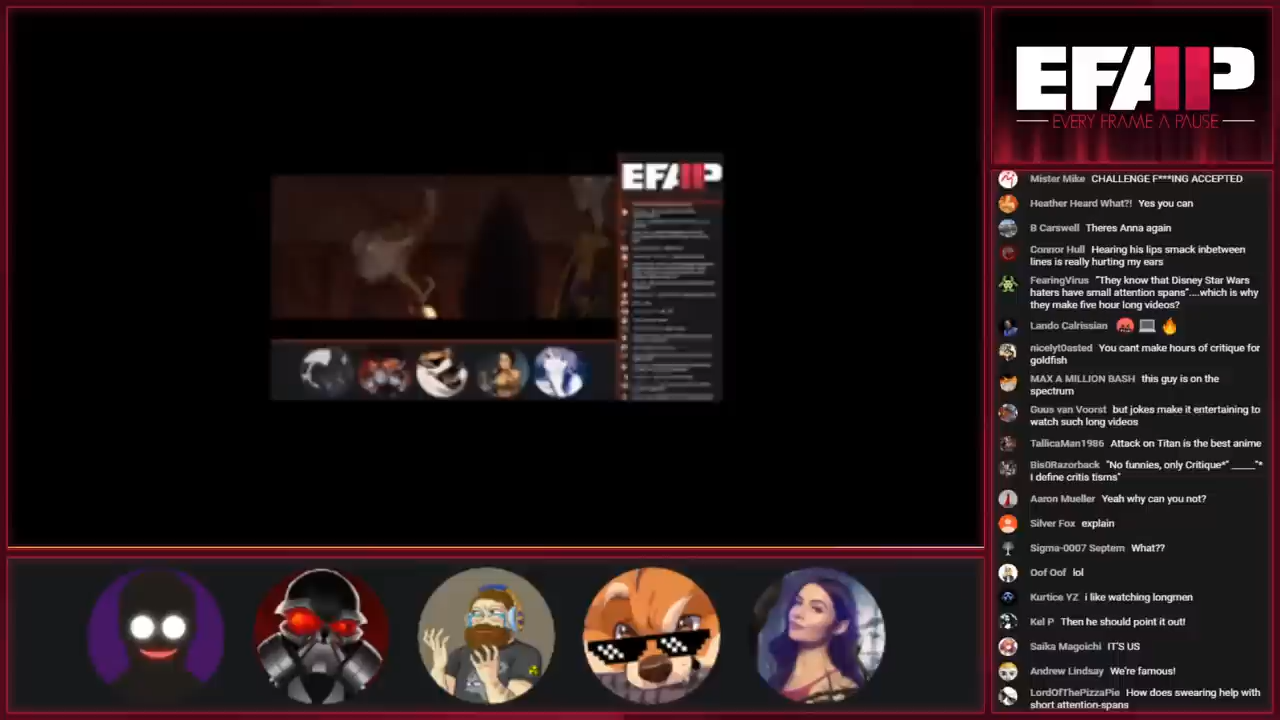 EFAP
EVERY FRAME A PAUSE
EFAP
Mister Mike CHALLENGE F***ING ACCEPTED
Heather Heard What?! Yes you can
B Carswell Theres Anna again
Connor Hull Hearing his lips smack inbetween
lines is really hurting my ears
FearingVirus "They know that Disney Star Wars
haters have small attention spans"....which is why
they make five hour long videos?
Lando Calrissian
nicelyt0asted You cant make hours of critique for
goldfish
MAX A MILLION BASH this guy is on the
spectrum
Guus van Voorst but jokes make it entertaining to
watch such long videos
TallicaMan1986 Attack on Titan is the best anime
Bis0Razorback "No funnies, only Critique*" _____"*
I define critis tisms"
Aaron Mueller Yeah why can you not?
Silver Fox explain
Sigma-0007 Septem What??
Oof Oof lol
Kurtice YZ i like watching longmen
Kel P Then he should point it out!
Saika Magoichi IT'S US
Andrew Lindsay We're famous!
LordOfThePizzaPie How does swearing help with
short attention-spans